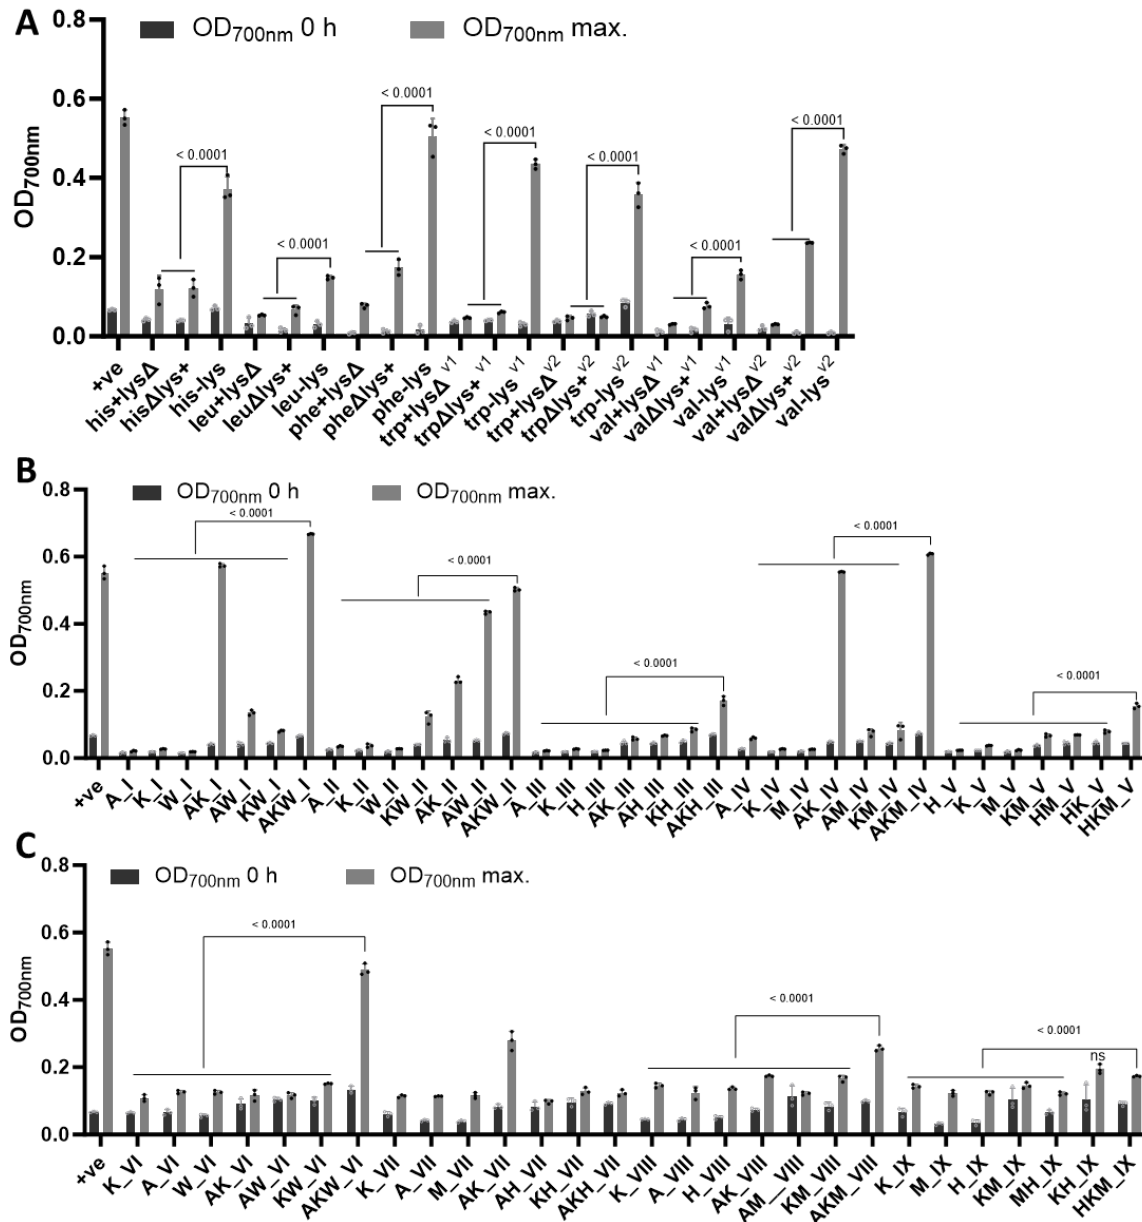 A
OD700nm 0 h
OD700nm max.
OD700nm
0.8
0.6
0.4
0.2
0.0
< 0.0001
< 0.0001
< 0.0001
< 0.0001
< 0.0001
< 0.0001
< 0.0001
+ve
his+lysΔ
hisΔlys+
his-lys
leu+lysΔ
leuΔlys+
leu-lys
phe+lysΔ
pheΔlys+
phe-lys
trp+lysΔ v1
trpΔlys+ v1
trp-lys v1
trp+lysΔ v2
trpΔlys+ v2
trp-lys v2
val+lysΔ v1
valΔlys+ v1
val-lys v1
val+lysΔ v2
valΔlys+ v2
val-lys v2
B
OD700nm 0 h
OD700nm max.
OD700nm
0.8
0.6
0.4
0.2
0.0
< 0.0001
< 0.0001
< 0.0001
< 0.0001
< 0.0001
+ve
A_I
K_I
W_I
AK_I
AW_I
KW_I
AKW_I
A_II
K_II
W_II
KW_II
AK_II
AW_II
AKW_II
A_III
K_III
H_III
AK_III
AH_III
KH_III
AKH_III
A_IV
K_IV
M_IV
AK_IV
AM_IV
KM_IV
AKM_IV
H_V
K_V
M_V
KM_V
HM_V
HK_V
HKM_V
C
OD700nm 0 h
OD700nm max.
OD700nm
0.8
0.6
0.4
0.2
0.0
< 0.0001
< 0.0001
< 0.0001
ns
+ve
K_VI
A_VI
W_VI
AK_VI
AW_VI
KW_VI
AKW_VI
K_VII
A_VII
M_VII
AK_VII
AH_VII
KH_VII
AKH_VII
K_VIII
A_VIII
H_VIII
AK_VIII
AM__VIII
KM_VIII
AKM_VIII
K_IX
M_IX
H_IX
KM_IX
MH_IX
KH_IX
HKM_IX